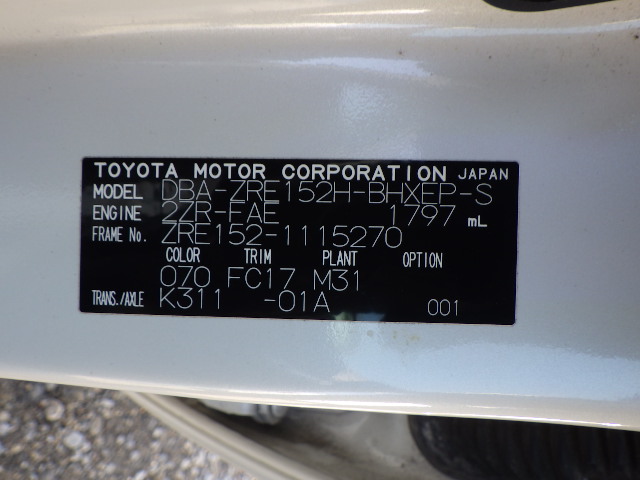 TOYOTA MOTOR CORPORATION JAPAN
MODEL DBA-ZRE152H-BHXEP-S
ENGINE 2ZR-FAE 1797 mL
FRAME No. ZRE152-1115270
COLOR TRIM PLANT OPTION
070 FC17 M31
TRANS./AXLE K311 -01A 001